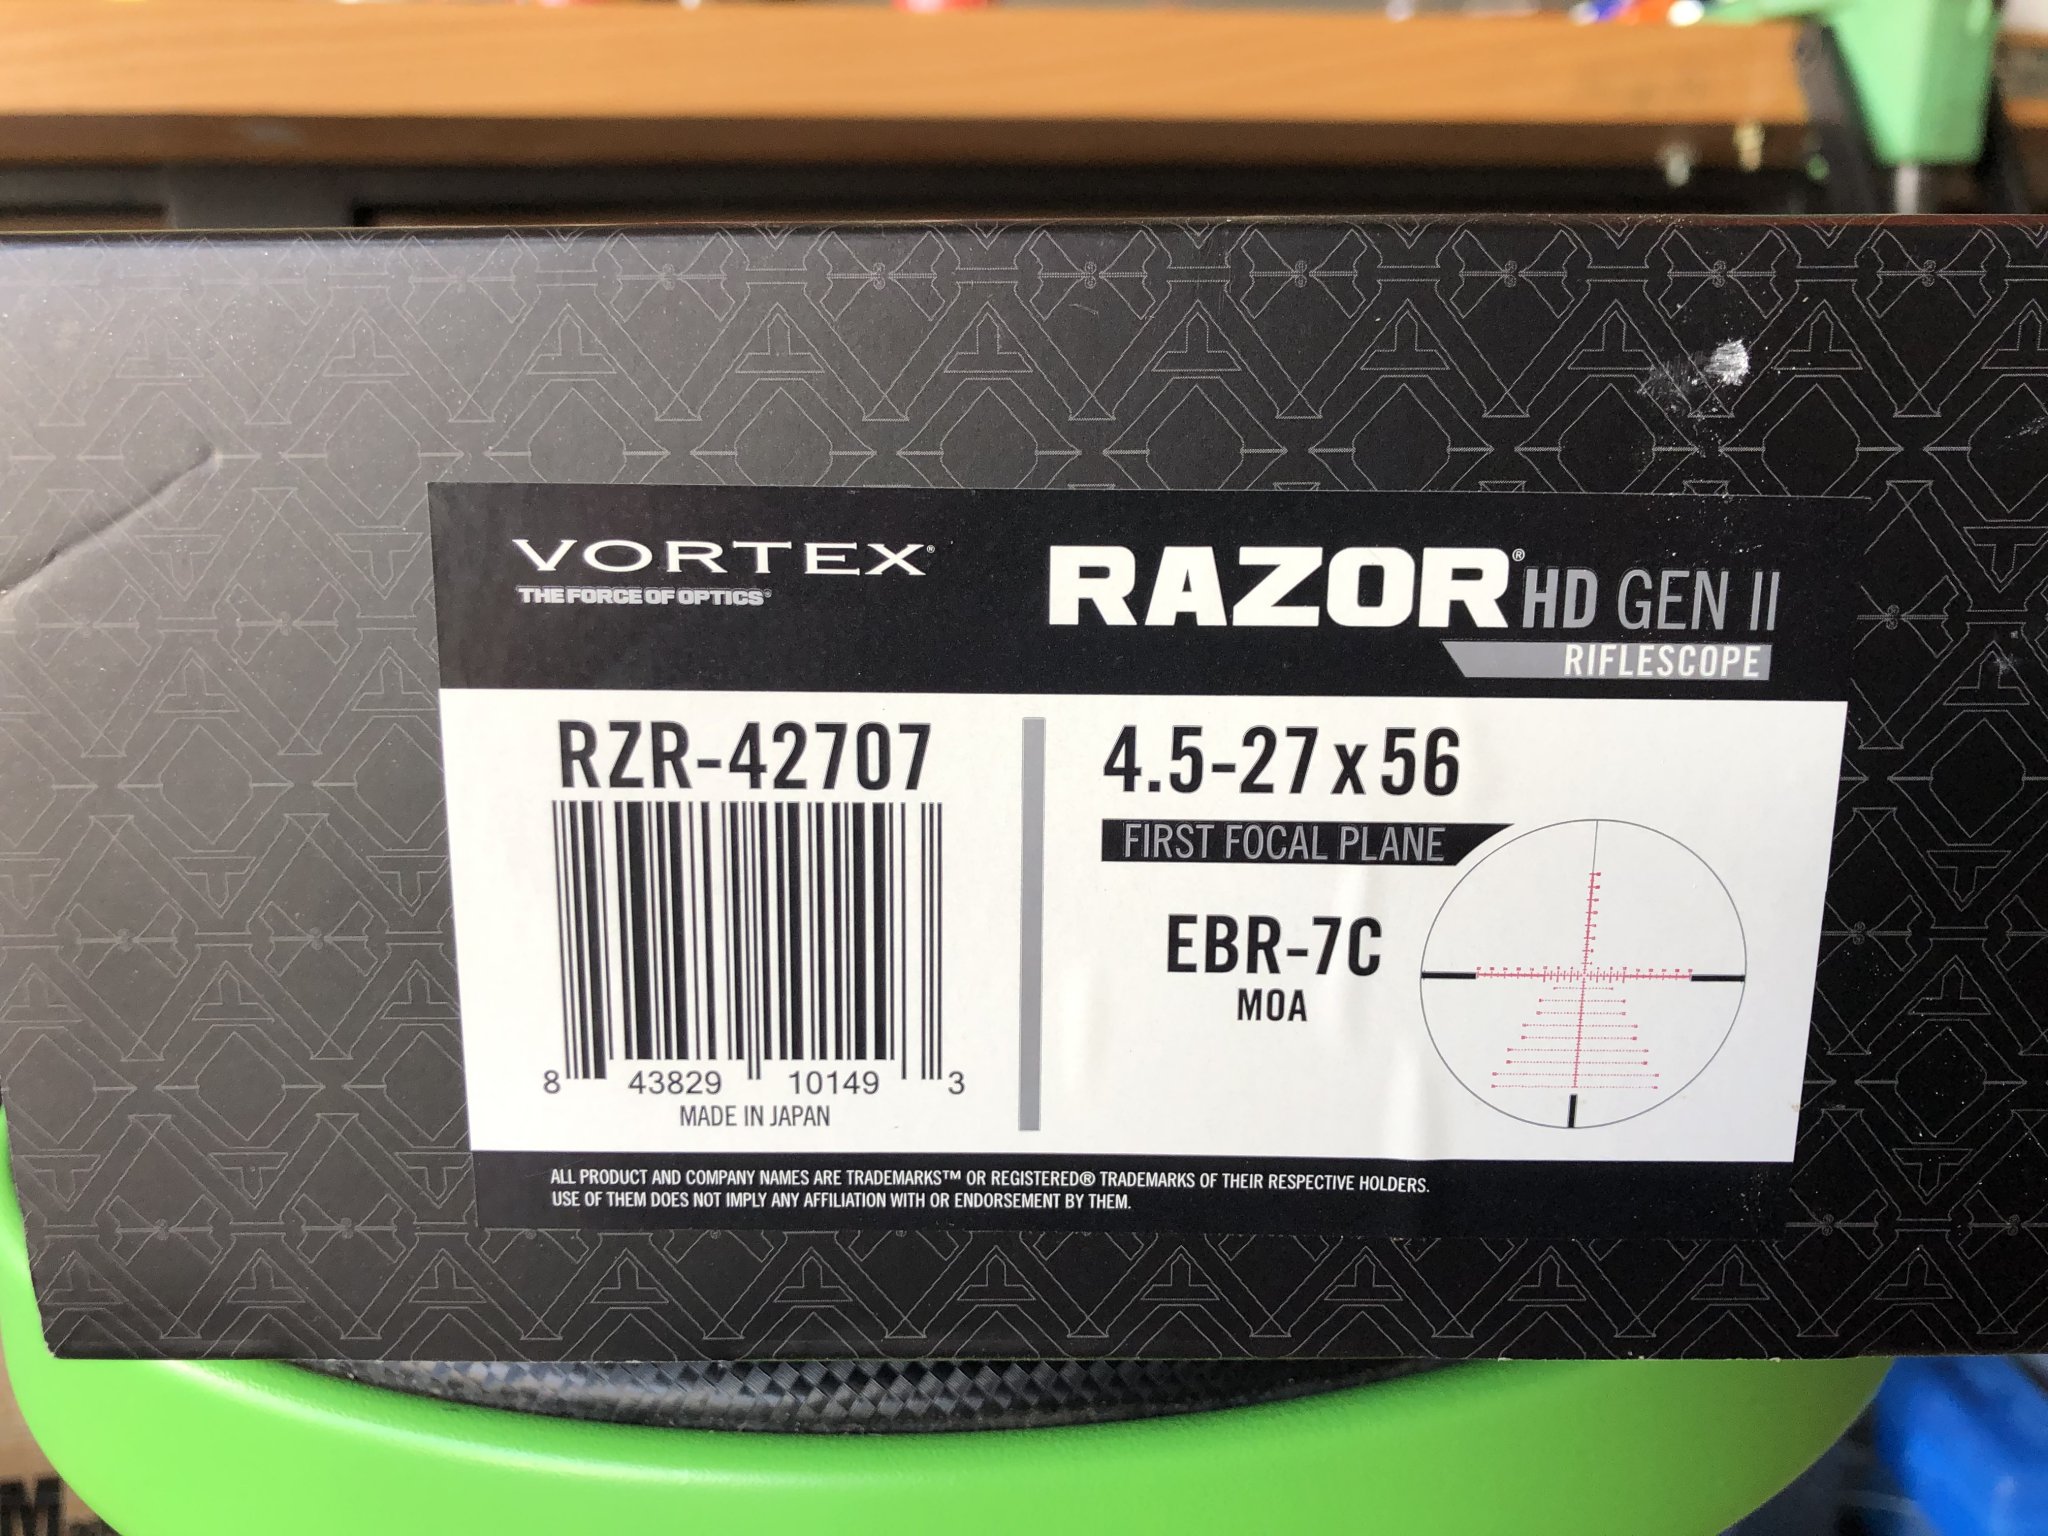 VORTEX®
THE FORCE OF OPTICS®
RAZOR® HD GEN II
RIFLESCOPE
RZR-42707
8 43829 10149 3
MADE IN JAPAN
4.5-27 x 56
FIRST FOCAL PLANE
EBR-7C
MOA
ALL PRODUCT AND COMPANY NAMES ARE TRADEMARKS™ OR REGISTERED® TRADEMARKS OF THEIR RESPECTIVE HOLDERS.
USE OF THEM DOES NOT IMPLY ANY AFFILIATION WITH OR ENDORSEMENT BY THEM.